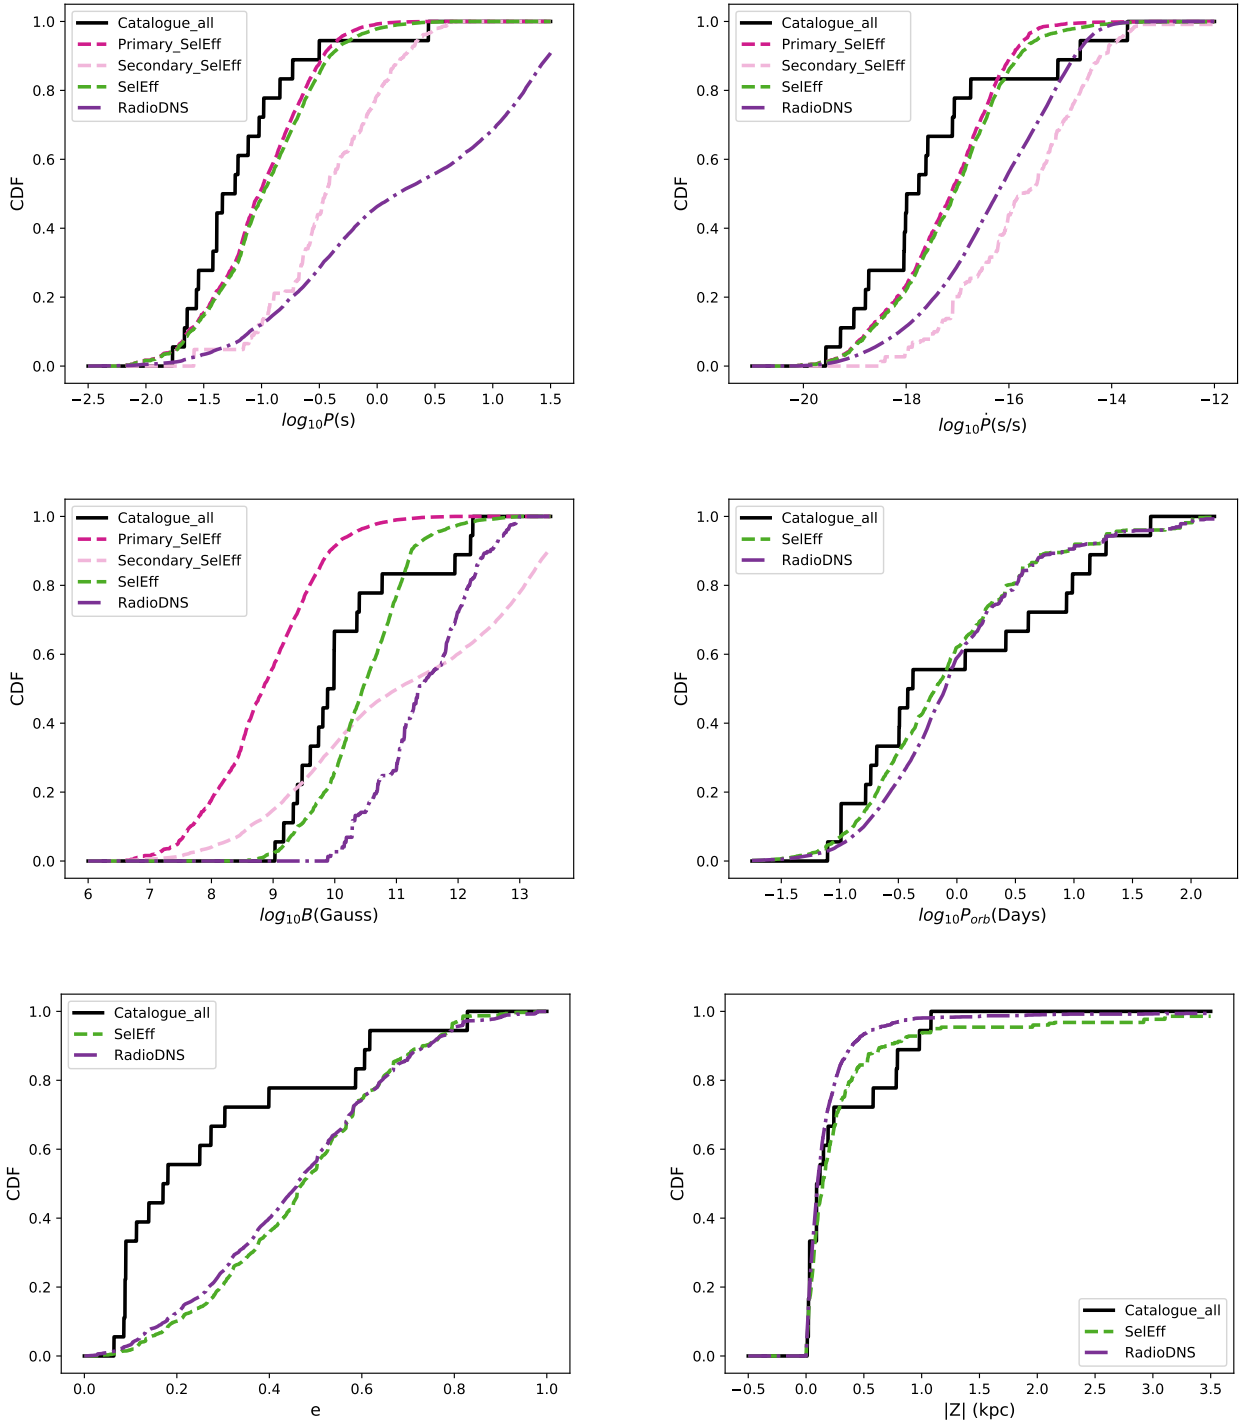 Catalogue_all
Primary_SelEff
Secondary_SelEff
SelEff
RadioDNS
CDF
1.0
0.8
0.6
0.4
0.2
0.0
−2.5 −2.0 −1.5 −1.0 −0.5 0.0 0.5 1.0 1.5
log₁₀P(s)
Catalogue_all
Primary_SelEff
Secondary_SelEff
SelEff
RadioDNS
CDF
1.0
0.8
0.6
0.4
0.2
0.0
−20 −18 −16 −14 −12
log₁₀Ṗ(s/s)
Catalogue_all
Primary_SelEff
Secondary_SelEff
SelEff
RadioDNS
CDF
1.0
0.8
0.6
0.4
0.2
0.0
6 7 8 9 10 11 12 13
log₁₀B(Gauss)
Catalogue_all
SelEff
RadioDNS
CDF
1.0
0.8
0.6
0.4
0.2
0.0
−1.5 −1.0 −0.5 0.0 0.5 1.0 1.5 2.0
log₁₀P_orb(Days)
Catalogue_all
SelEff
RadioDNS
CDF
1.0
0.8
0.6
0.4
0.2
0.0
0.0 0.2 0.4 0.6 0.8 1.0
e
Catalogue_all
SelEff
RadioDNS
CDF
1.0
0.8
0.6
0.4
0.2
0.0
−0.5 0.0 0.5 1.0 1.5 2.0 2.5 3.0 3.5
|Z| (kpc)